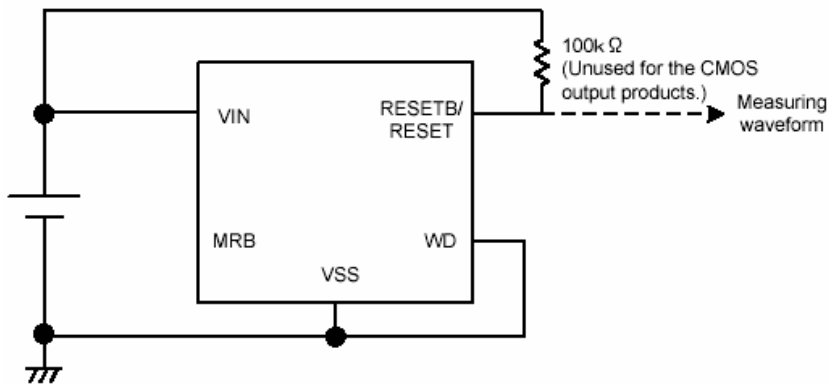 100k Ω
(Unused for the CMOS
output products.)
Measuring
waveform
VIN
RESETB/
RESET
MRB
WD
VSS